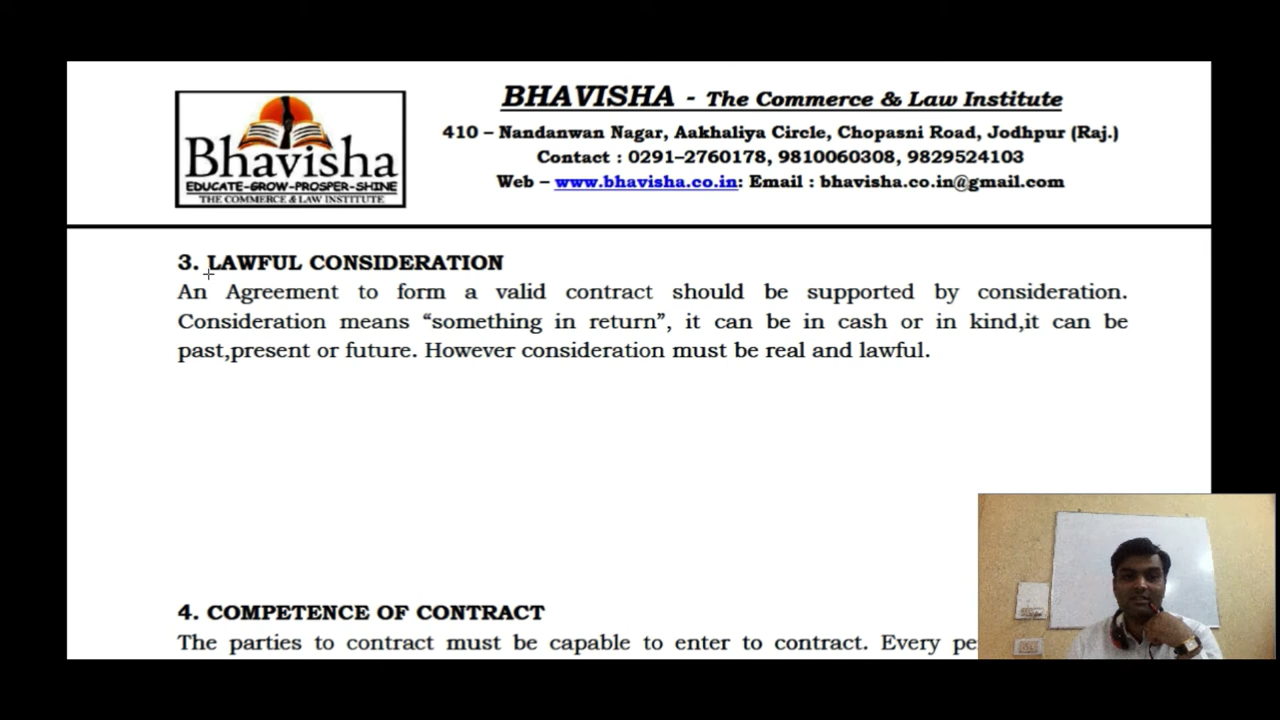 Bhavisha
EDUCATE-GROW-PROSPER-SHINE
THE COMMERCE & LAW INSTITUTE
BHAVISHA - The Commerce & Law Institute
410 – Nandanwan Nagar, Aakhaliya Circle, Chopasni Road, Jodhpur (Raj.)
Contact : 0291–2760178, 9810060308, 9829524103
Web – www.bhavisha.co.in: Email : bhavisha.co.in@gmail.com
3. LAWFUL CONSIDERATION
An Agreement to form a valid contract should be supported by consideration.
Consideration means “something in return”, it can be in cash or in kind,it can be
past,present or future. However consideration must be real and lawful.
4. COMPETENCE OF CONTRACT
The parties to contract must be capable to enter to contract. Every